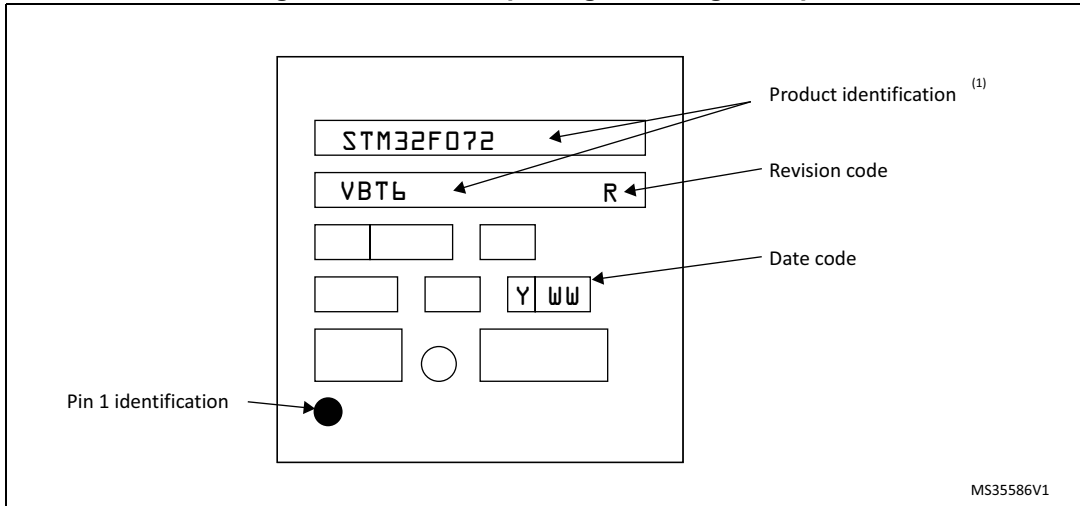 Product identification (1)
STM32F072
Revision code
VBT6 R
Date code
Y WW
Pin 1 identification
MS35586V1